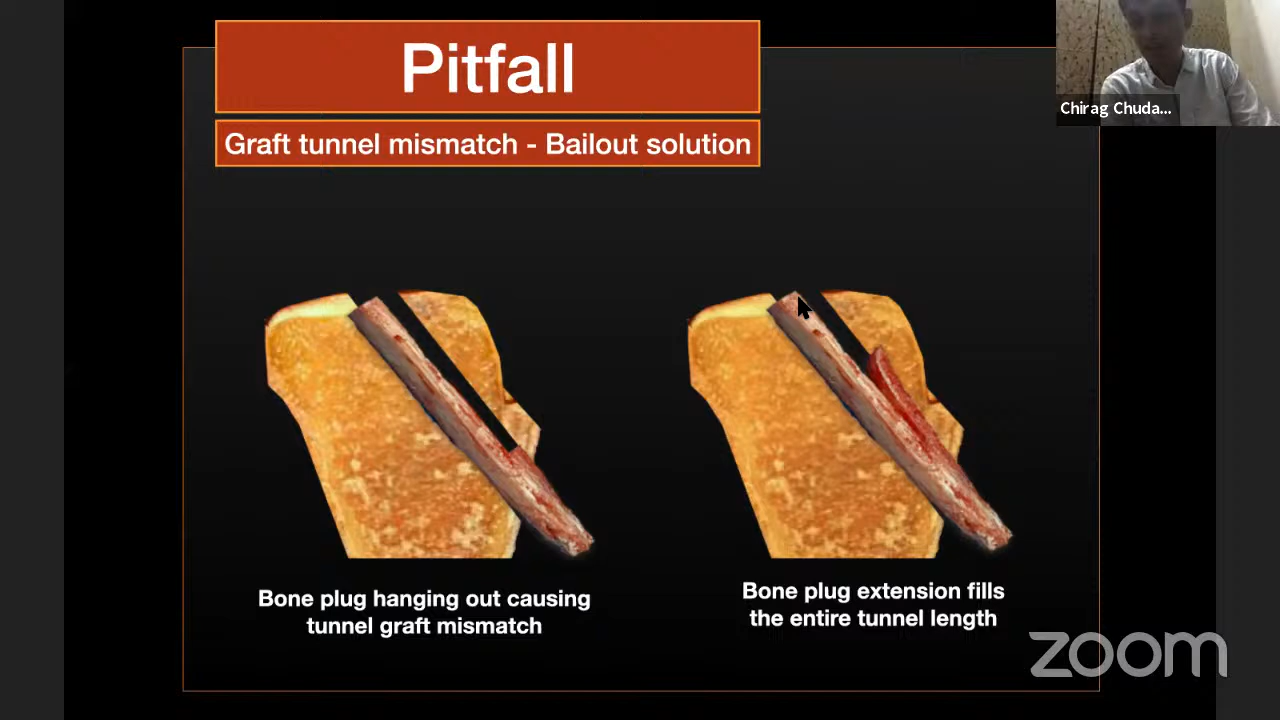 Pitfall
Graft tunnel mismatch - Bailout solution
Chirag Chuda...
Bone plug hanging out causing
tunnel graft mismatch
Bone plug extension fills
the entire tunnel length
zoom